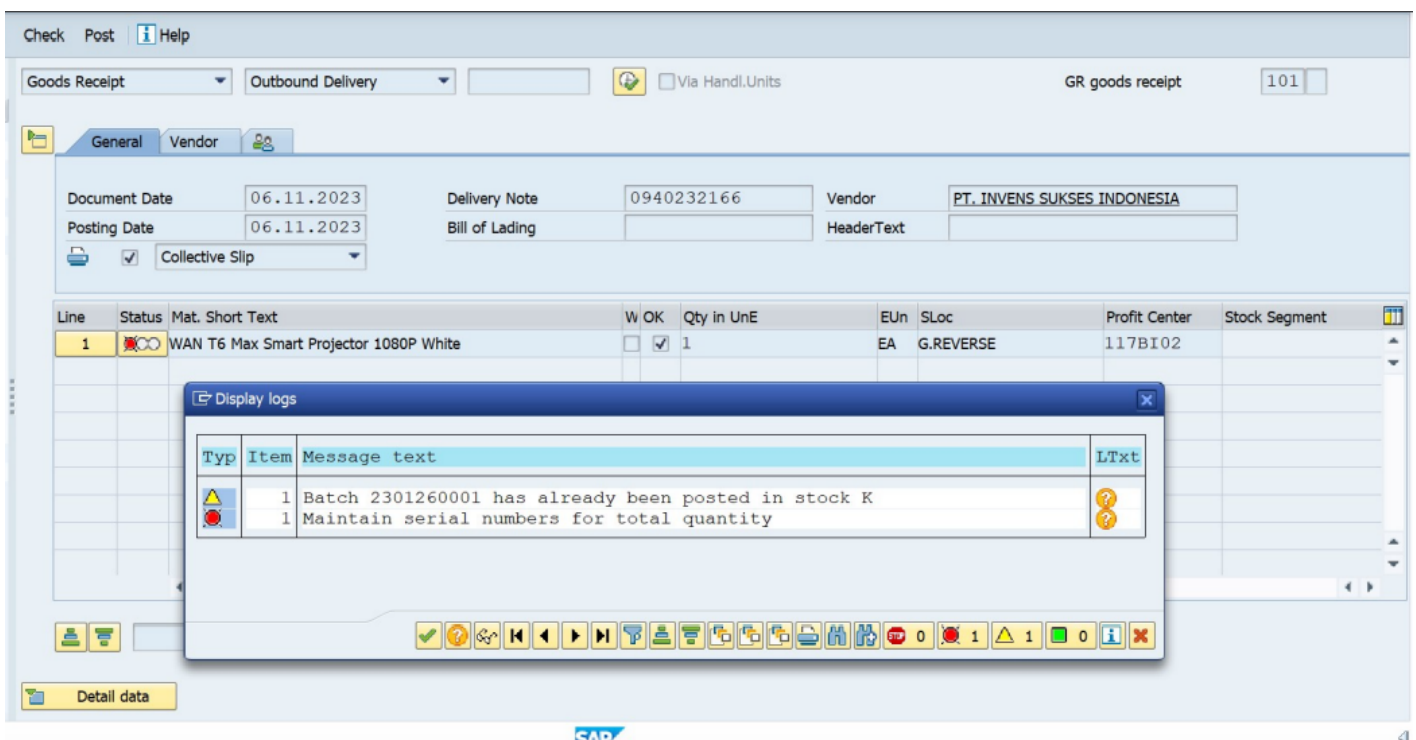 Check Post Help
Goods Receipt Outbound Delivery Via Handl.Units GR goods receipt 101
General Vendor
Document Date 06.11.2023 Delivery Note 0940232166 Vendor PT. INVENS SUKSES INDONESIA
Posting Date 06.11.2023 Bill of Lading HeaderText
Collective Slip
Line Status Mat. Short Text W OK Qty in UnE EUn SLoc Profit Center Stock Segment
1 WAN T6 Max Smart Projector 1080P White 1 EA G.REVERSE 117BI02
Display logs
Typ Item Message text LTxt
1 Batch 2301260001 has already been posted in stock K
1 Maintain serial numbers for total quantity
STOP 0 1 1 0
Detail data
SAP